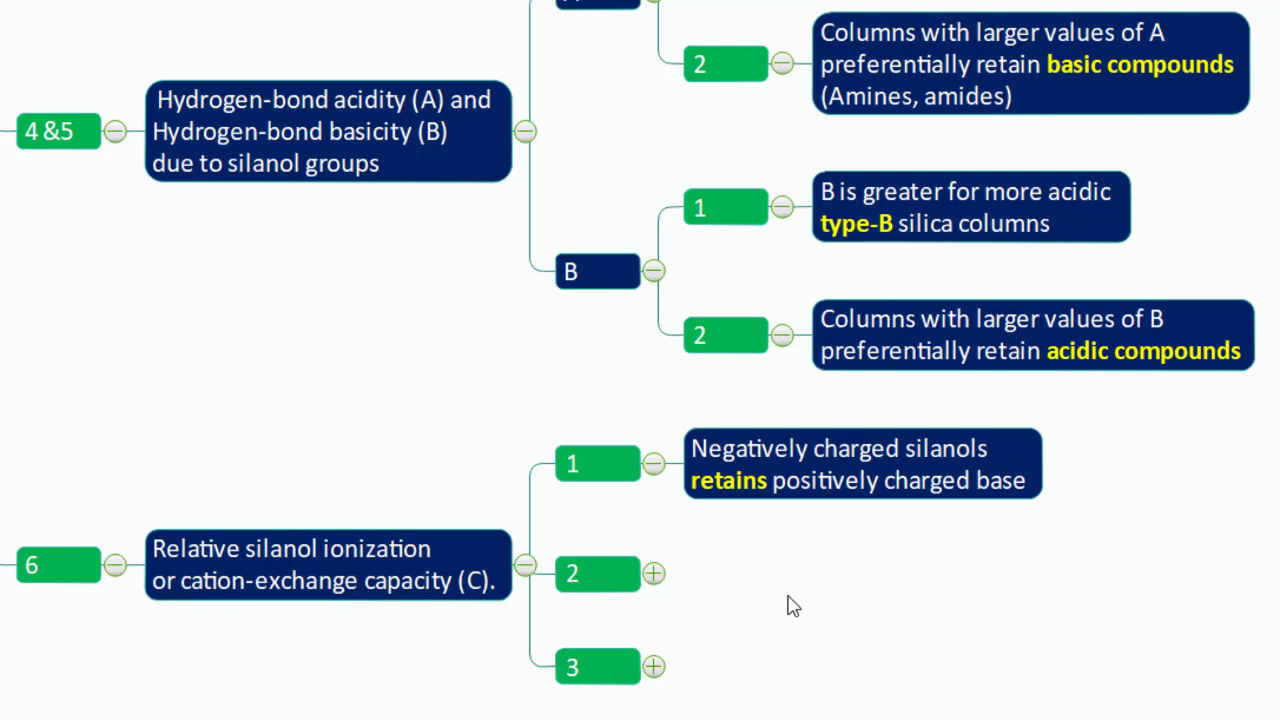 Columns with larger values of A
preferentially retain basic compounds
(Amines, amides)
2
4 &5
Hydrogen-bond acidity (A) and
Hydrogen-bond basicity (B)
due to silanol groups
B
1
B is greater for more acidic
type-B silica columns
2
Columns with larger values of B
preferentially retain acidic compounds
6
Relative silanol ionization
or cation-exchange capacity (C).
1
Negatively charged silanols
retains positively charged base
2
3